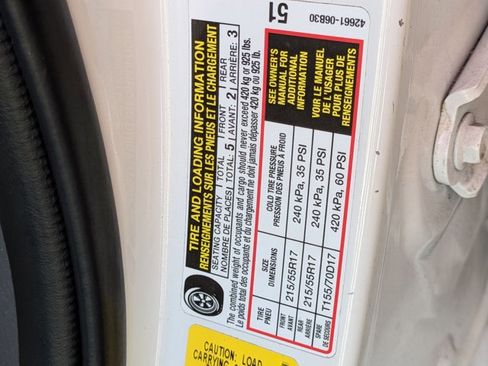 42661-06B30
51
TIRE AND LOADING INFORMATION
RENSEIGNEMENTS SUR LES PNEUS ET LE CHARGEMENT
SEATING CAPACITY | TOTAL | FRONT | REAR
NOMBRE DE PLACES | TOTAL: 5 | AVANT: 2 | ARRIÈRE: 3
The combined weight of occupants and cargo should never exceed 420 kg or 925 lbs.
Le poids total des occupants et du chargement ne doit jamais dépasser 420 kg ou 925 lb.
TIRE SIZE COLD TIRE PRESSURE
PNEU DIMENSIONS PRESSION DES PNEUS À FROID
FRONT
AVANT 215/55R17 240 kPa, 35 PSI
REAR
ARRIÈRE 215/55R17 240 kPa, 35 PSI
SPARE
DE SECOURS T155/70D17 420 kPa, 60 PSI
SEE OWNER'S
MANUAL FOR
ADDITIONAL
INFORMATION
VOIR LE MANUEL
DE L'USAGER
POUR PLUS DE
RENSEIGNEMENTS
CAUTION: LOAD
CARRYING